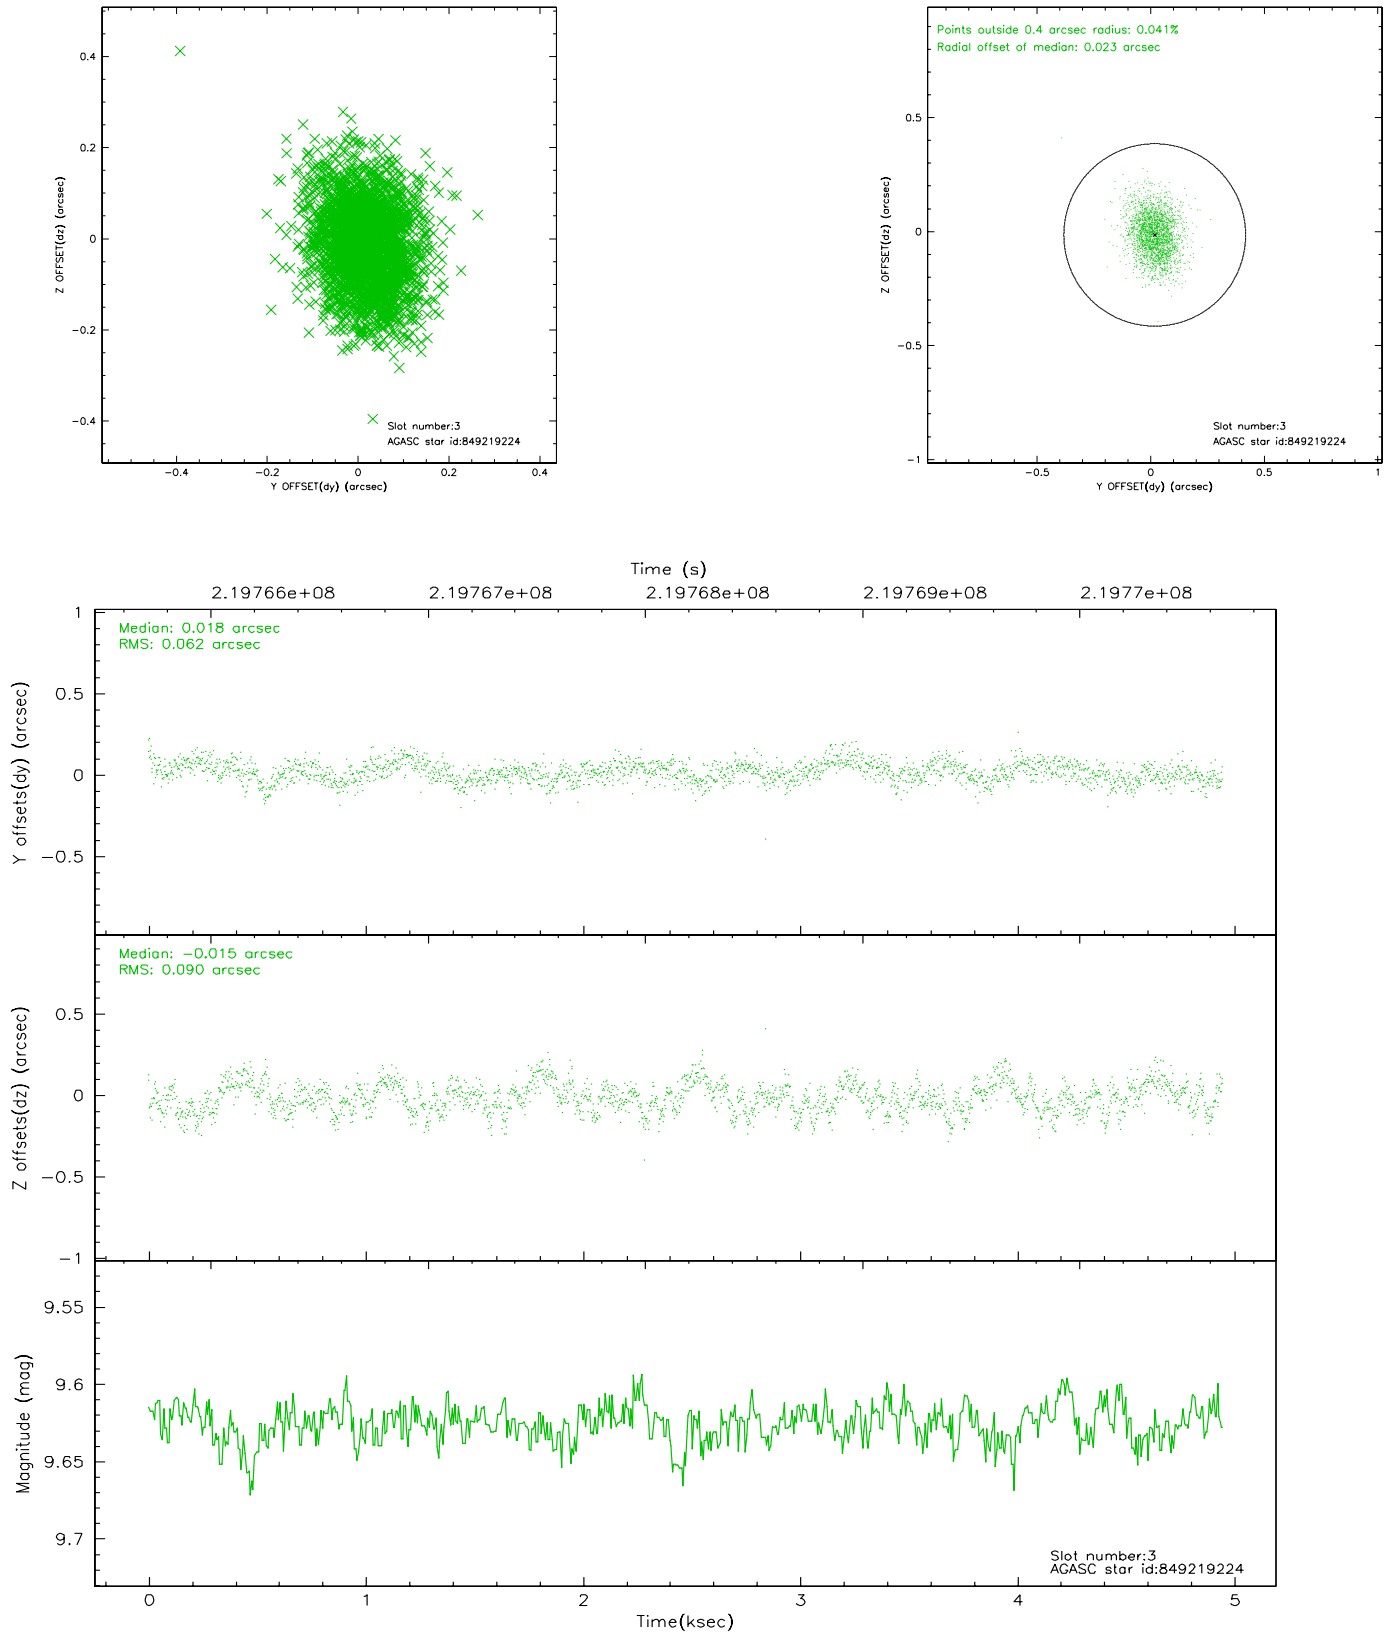 0.4
0.2
0
−0.2
−0.4
Z OFFSET(dz) (arcsec)
Slot number:3
AGASC star id:849219224
−0.4
−0.2
0
0.2
0.4
Y OFFSET(dy) (arcsec)
Points outside 0.4 arcsec radius: 0.041%
Radial offset of median: 0.023 arcsec
0.5
0
−0.5
−1
Z OFFSET(dz) (arcsec)
Slot number:3
AGASC star id:849219224
−0.5
0
0.5
1
Y OFFSET(dy) (arcsec)
Time (s)
2.19766e+08
2.19767e+08
2.19768e+08
2.19769e+08
2.1977e+08
Median: 0.018 arcsec
RMS: 0.062 arcsec
1
0.5
0
−0.5
Y offsets(dy) (arcsec)
Median: −0.015 arcsec
RMS: 0.090 arcsec
0.5
0
−0.5
−1
Z offsets(dz) (arcsec)
9.55
9.6
9.65
9.7
Magnitude (mag)
Slot number:3
AGASC star id:849219224
0
1
2
3
4
5
Time(ksec)